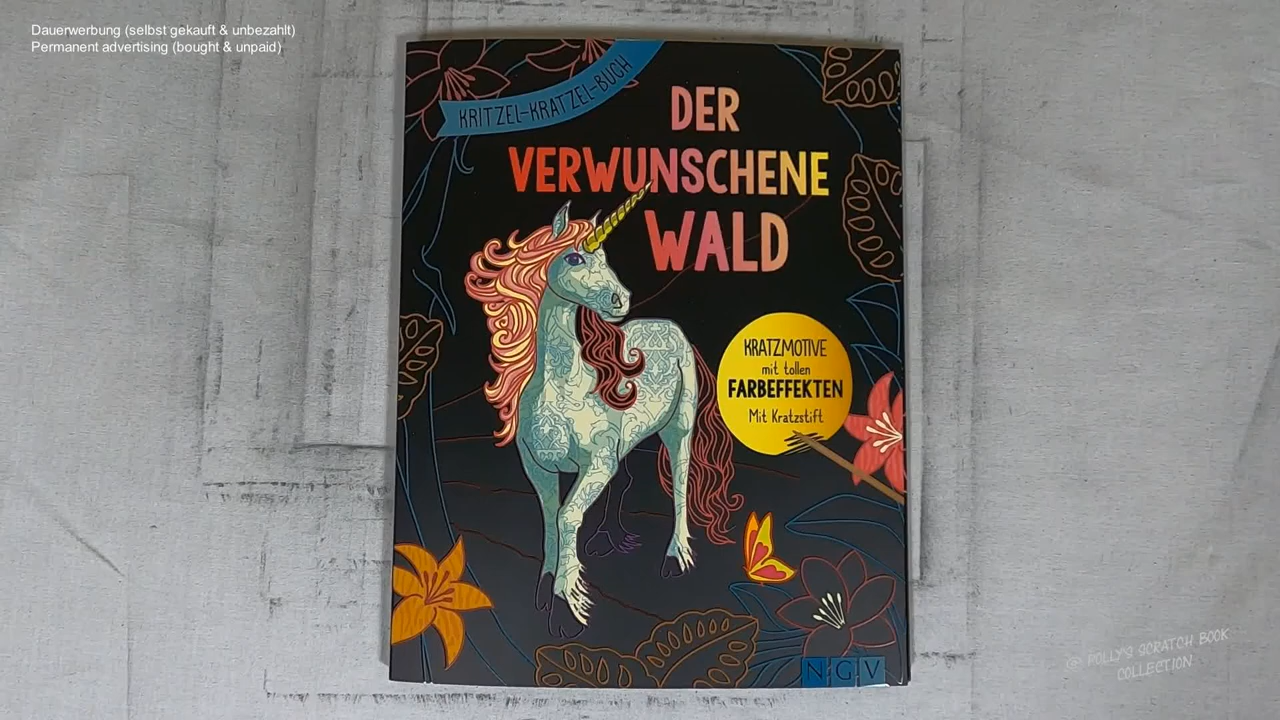 Dauerwerbung (selbst gekauft & unbezahlt)
Permanent advertising (bought & unpaid)
KRITZEL-KRATZEL-BUCH
DER
VERWUNSCHENE
WALD
KRATZMOTIVE
mit tollen
FARBEFFEKTEN
Mit Kratzstift
NGV
@ POLLY'S SCRATCH BOOK
COLLECTION